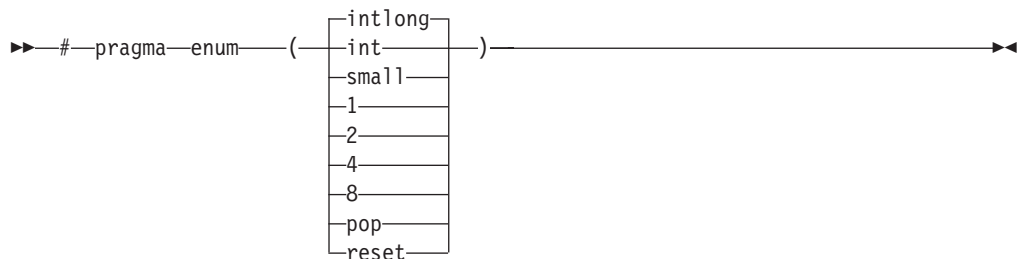 intlong
# pragma enum ( int )
small
1
2
4
8
pop
reset